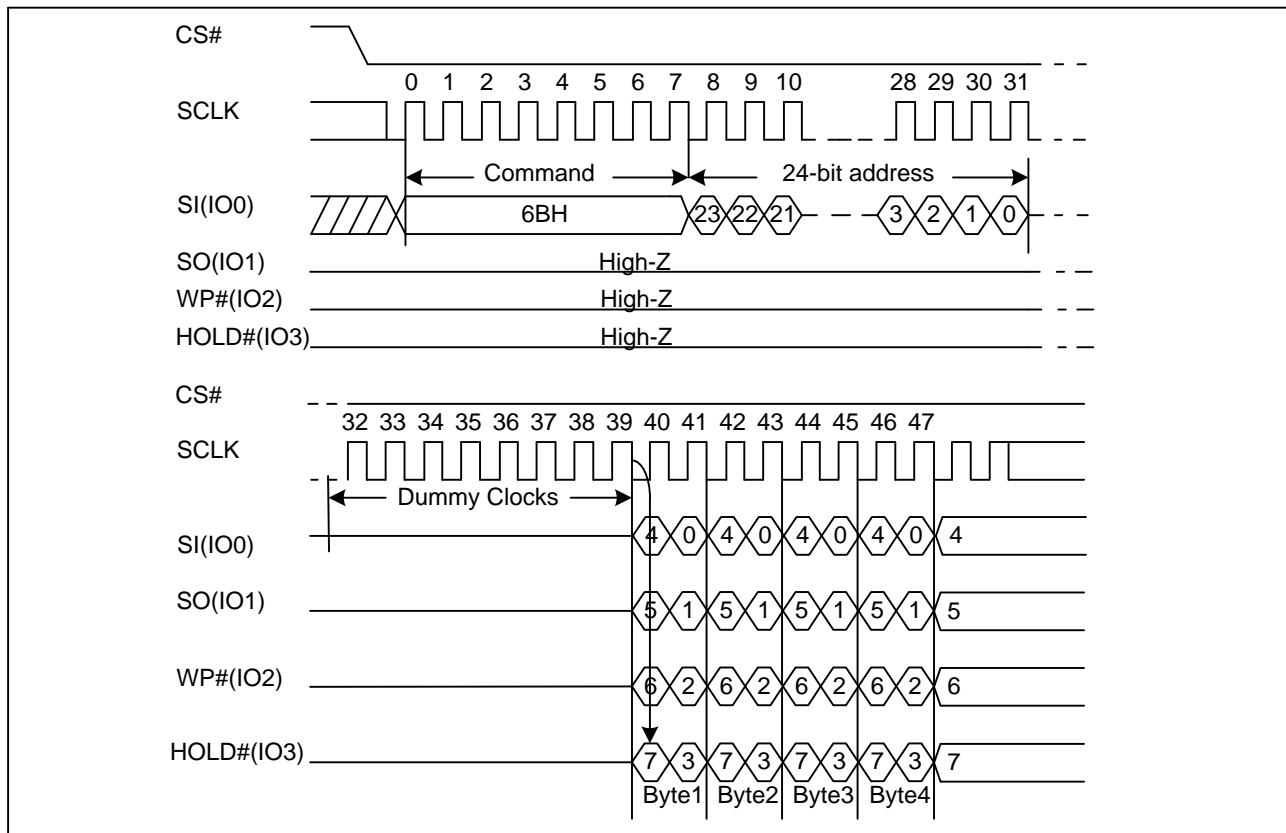 CS#
0 1 2 3 4 5 6 7 8 9 10 28 29 30 31
SCLK
Command 24-bit address
SI(IO0) 6BH 23 22 21 3 2 1 0
SO(IO1) High-Z
WP#(IO2) High-Z
HOLD#(IO3) High-Z
CS#
32 33 34 35 36 37 38 39 40 41 42 43 44 45 46 47
SCLK
Dummy Clocks
SI(IO0) 4 0 4 0 4 0 4 0 4
SO(IO1) 5 1 5 1 5 1 5 1 5
WP#(IO2) 6 2 6 2 6 2 6 2 6
HOLD#(IO3) 7 3 7 3 7 3 7 3 7
Byte1 Byte2 Byte3 Byte4